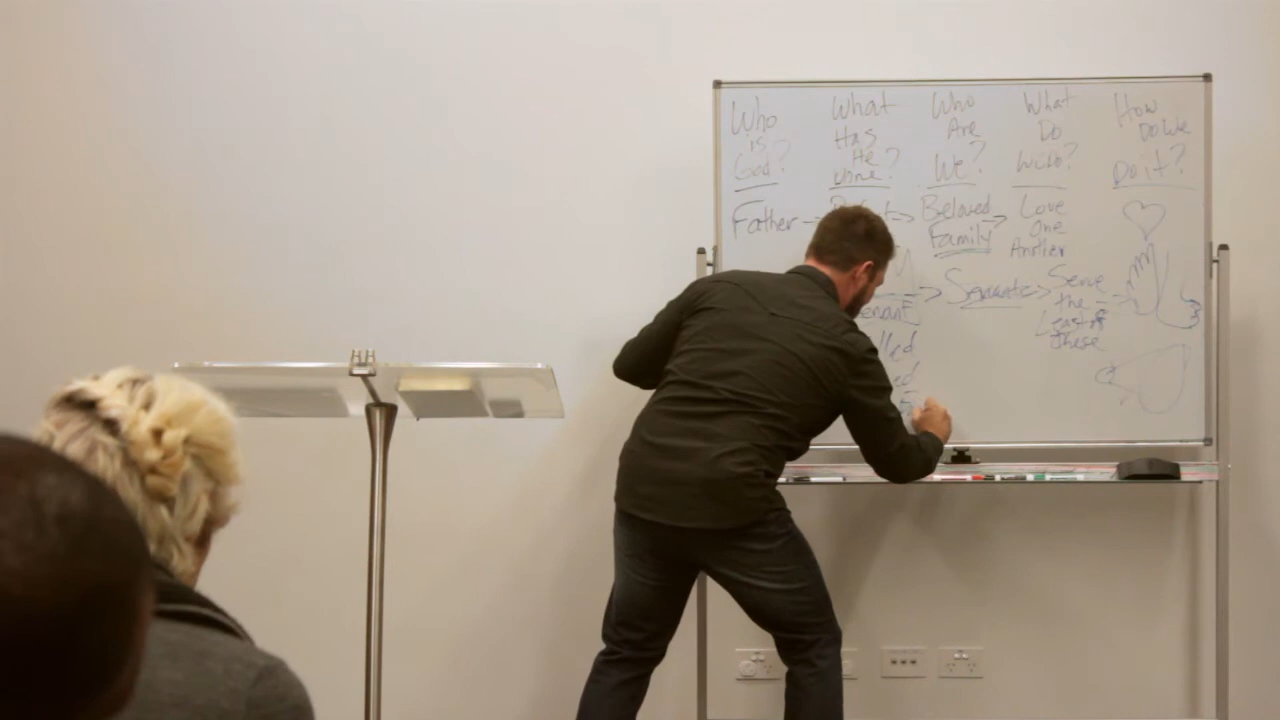 Who
is
God?
What
Has
He
Done?
Who
Are
We?
What
Do
We Do?
How
Do We
Do it?
Father
Beloved
Family
Love
One
Another
Servants
Serve
the
Least of
these